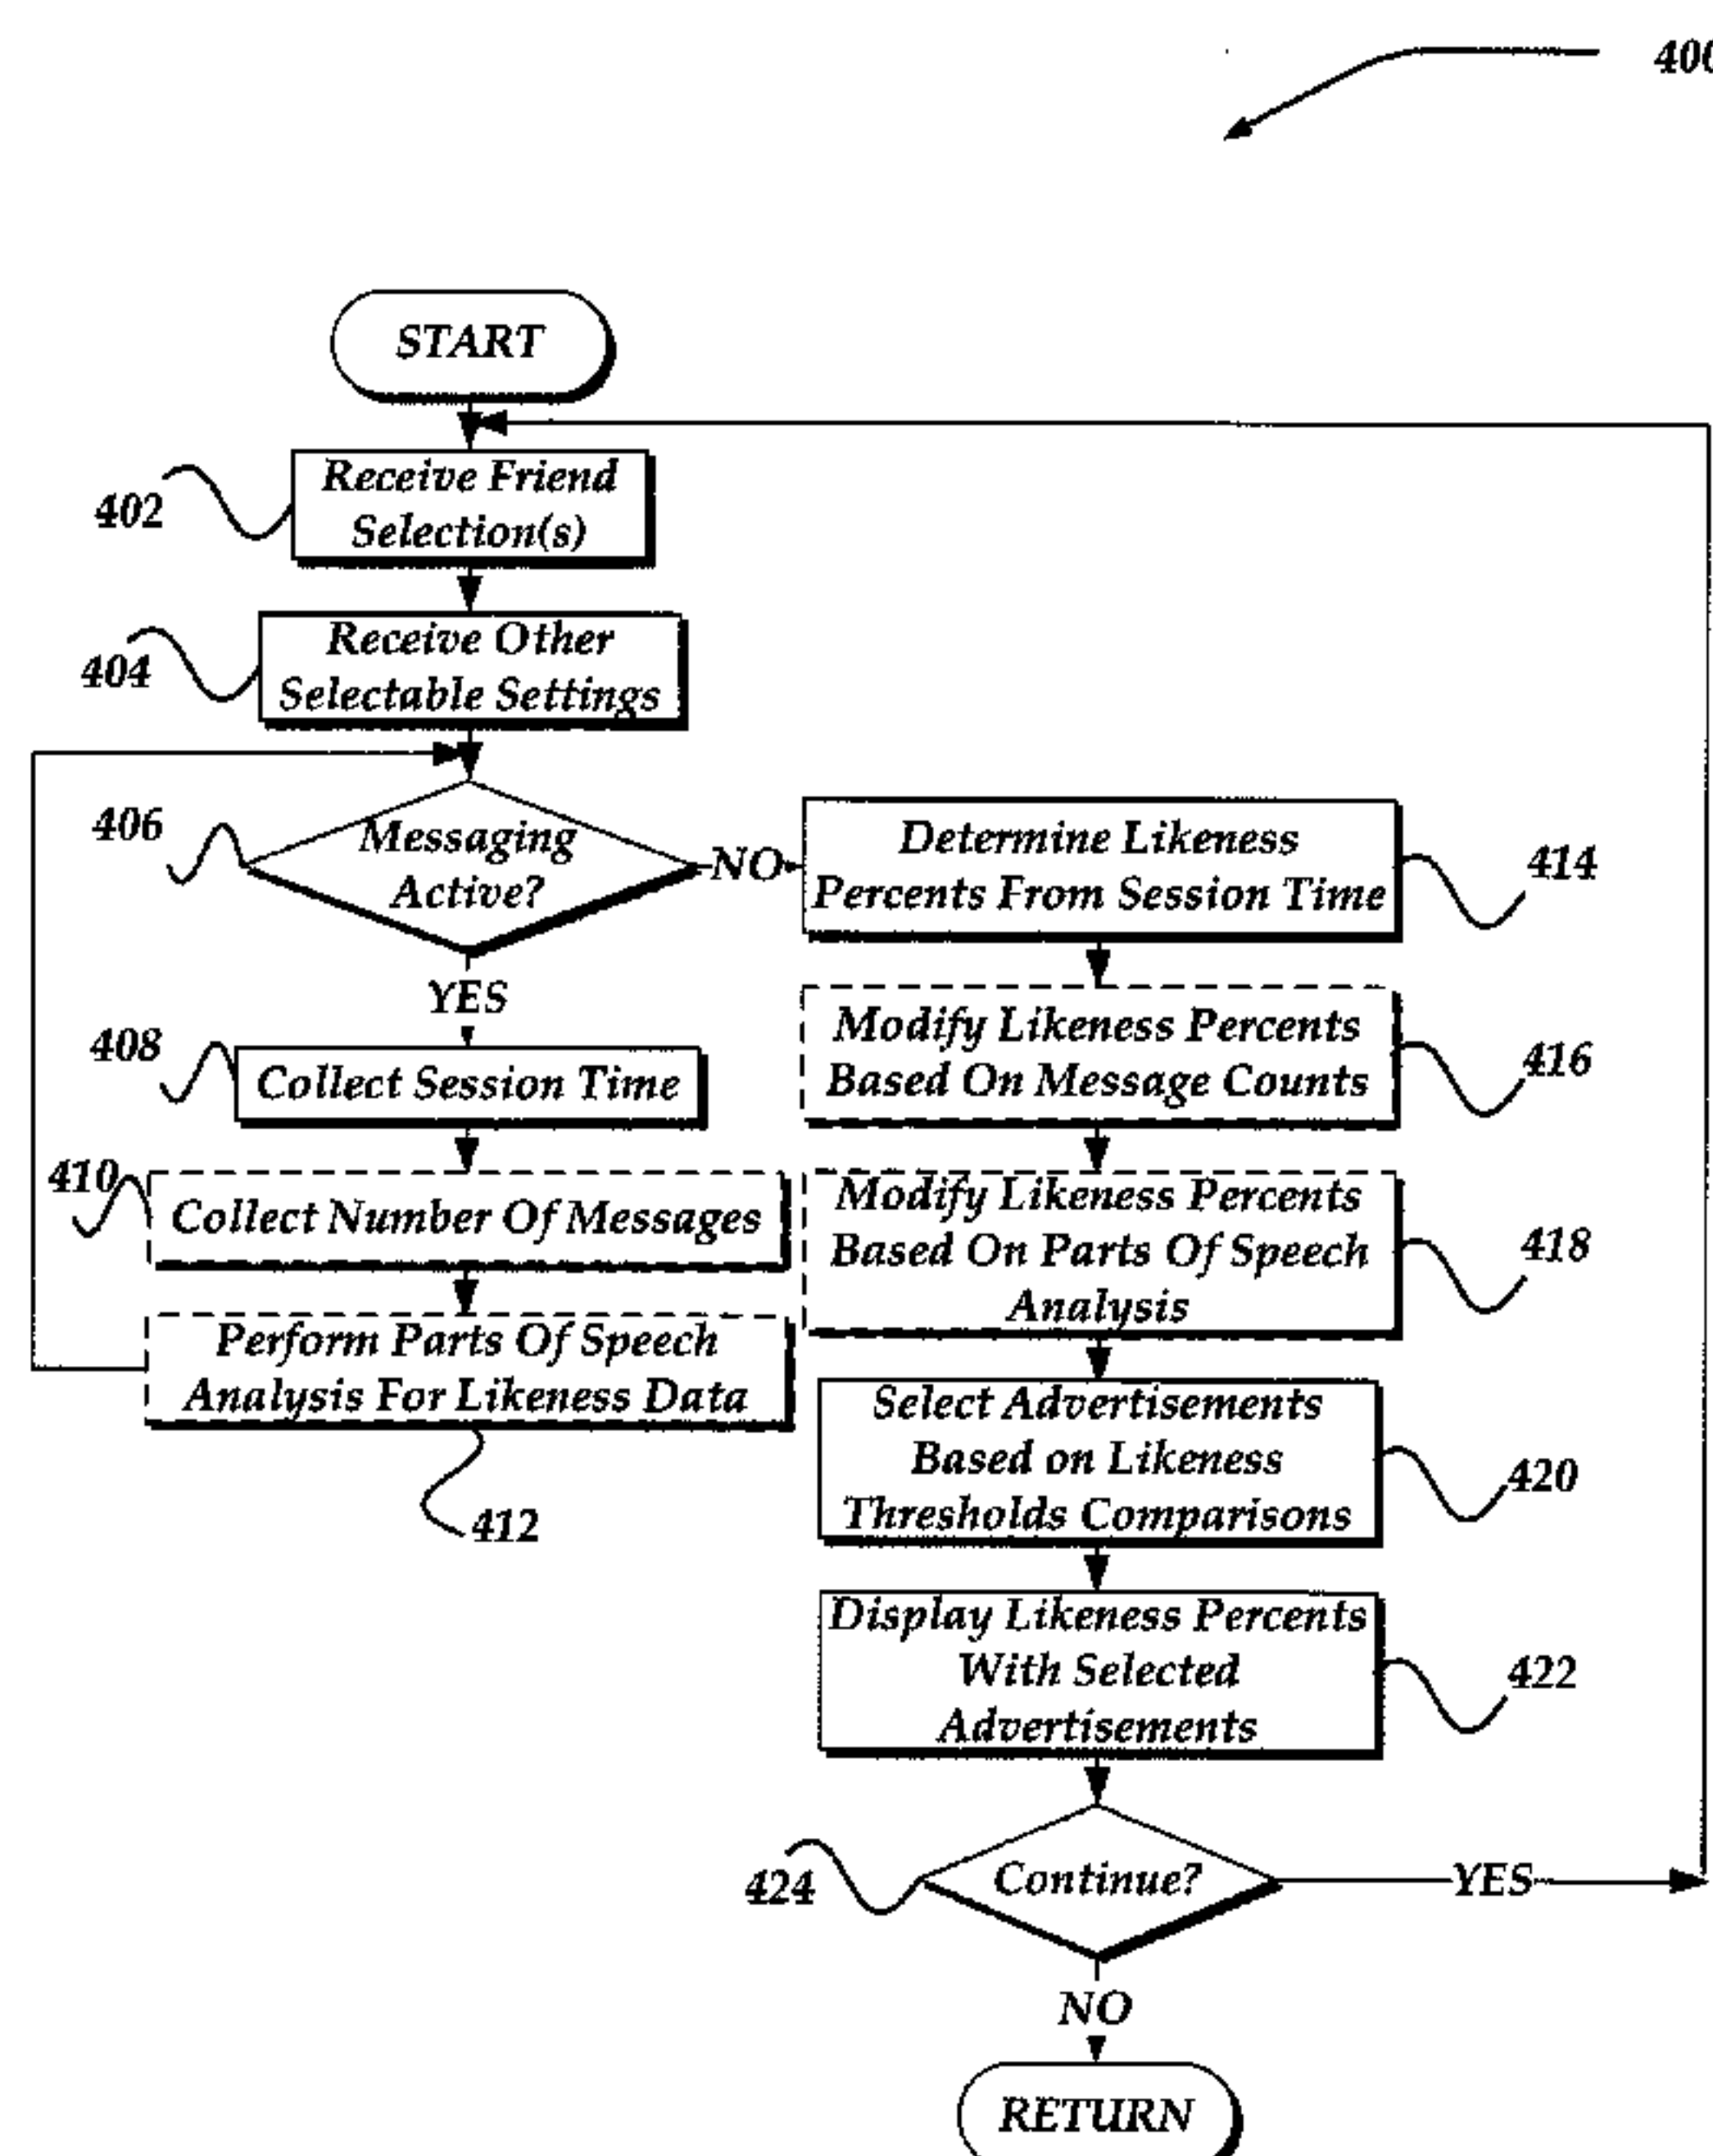 400
START
Receive Friend
Selection(s)
402
Receive Other
Selectable Settings
404
Messaging
Active?
406
NO
YES
Collect Session Time
408
Collect Number Of Messages
410
Perform Parts Of Speech
Analysis For Likeness Data
412
Determine Likeness
Percents From Session Time
414
Modify Likeness Percents
Based On Message Counts
416
Modify Likeness Percents
Based On Parts Of Speech
Analysis
418
Select Advertisements
Based on Likeness
Thresholds Comparisons
420
Display Likeness Percents
With Selected
Advertisements
422
Continue?
424
YES
NO
RETURN